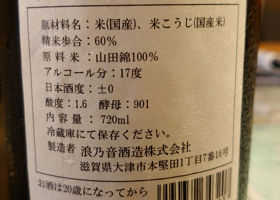 原材料名：米(国産)、米こうじ(国産米)
精米歩合：60%
原料米：山田錦100%
アルコール分：17度
日本酒度：±0
酸度：1.6 酵母：901
内容量：720ml
冷蔵庫にて保存ください。
製造者 浪乃音酒造株式会社
滋賀県大津市本堅田1丁目7番16号
お酒は20歳になってから